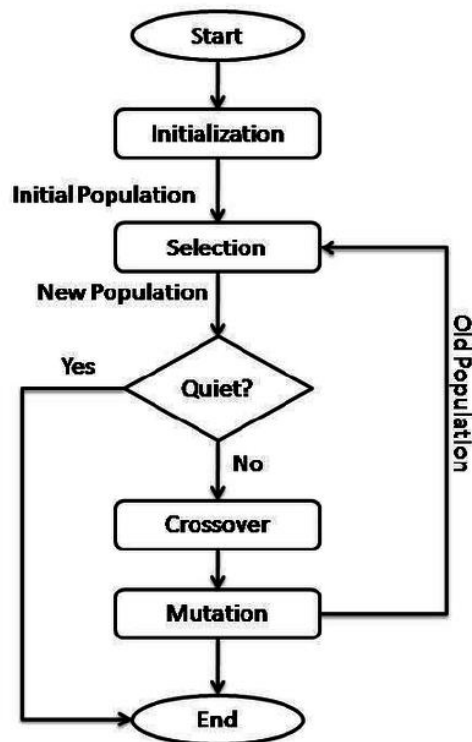 Start
Initialization
Initial Population
Selection
New Population
Yes
Quiet?
Old Population
No
Crossover
Mutation
End